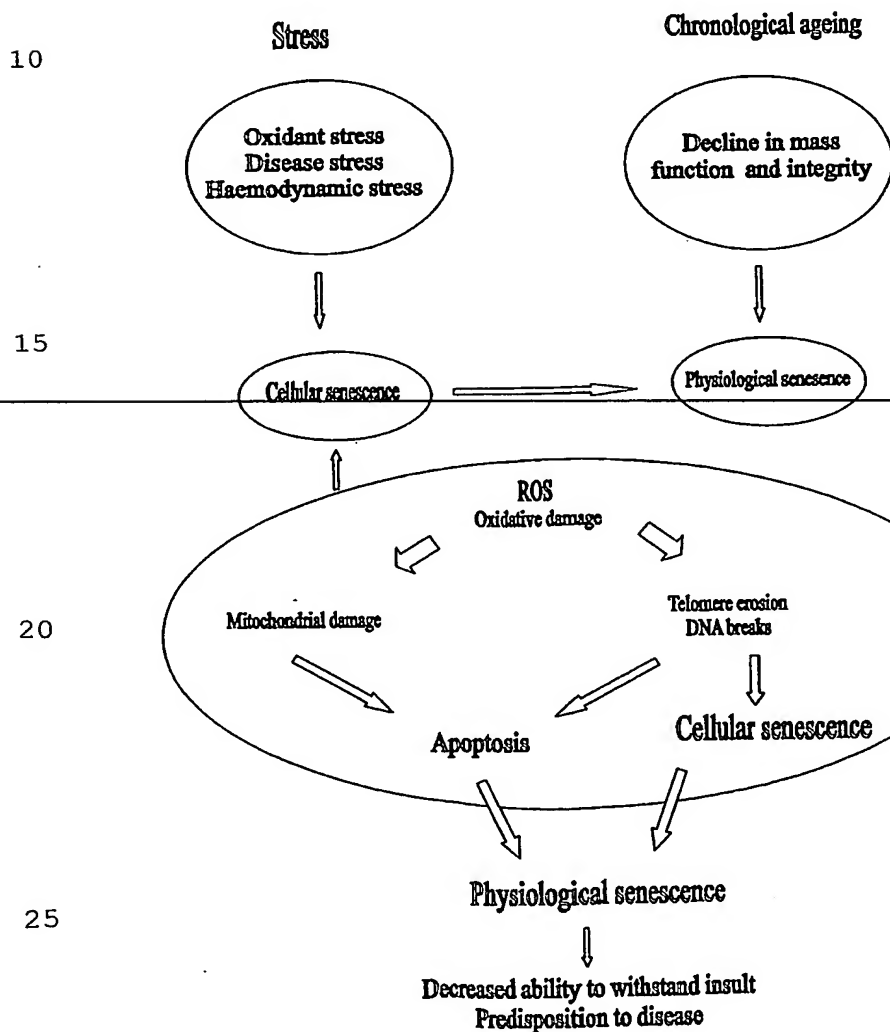 Stress
Chronological ageing
10
Oxidant stress
Disease stress
Haemodynamic stress
Decline in mass
function and integrity
15
Cellular senescence
Physiological senesence
ROS
Oxidative damage
20
Mitochondrial damage
Telomere erosion
DNA breaks
Apoptosis
Cellular senescence
Physiological senescence
25
Decreased ability to withstand insult
Predisposition to disease